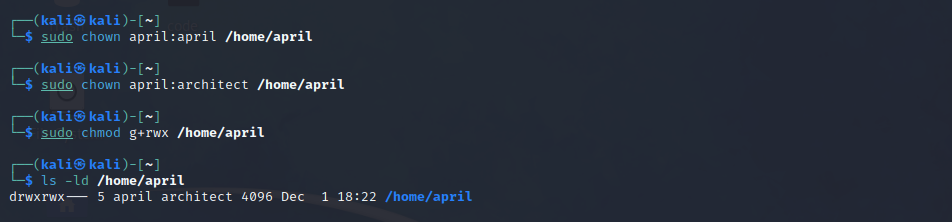 ┌──(kali㉿kali)-[~]
└─$ sudo chown april:april /home/april
┌──(kali㉿kali)-[~]
└─$ sudo chown april:architect /home/april
┌──(kali㉿kali)-[~]
└─$ sudo chmod g+rwx /home/april
┌──(kali㉿kali)-[~]
└─$ ls -ld /home/april
drwxrwx--- 5 april architect 4096 Dec  1 18:22 /home/april